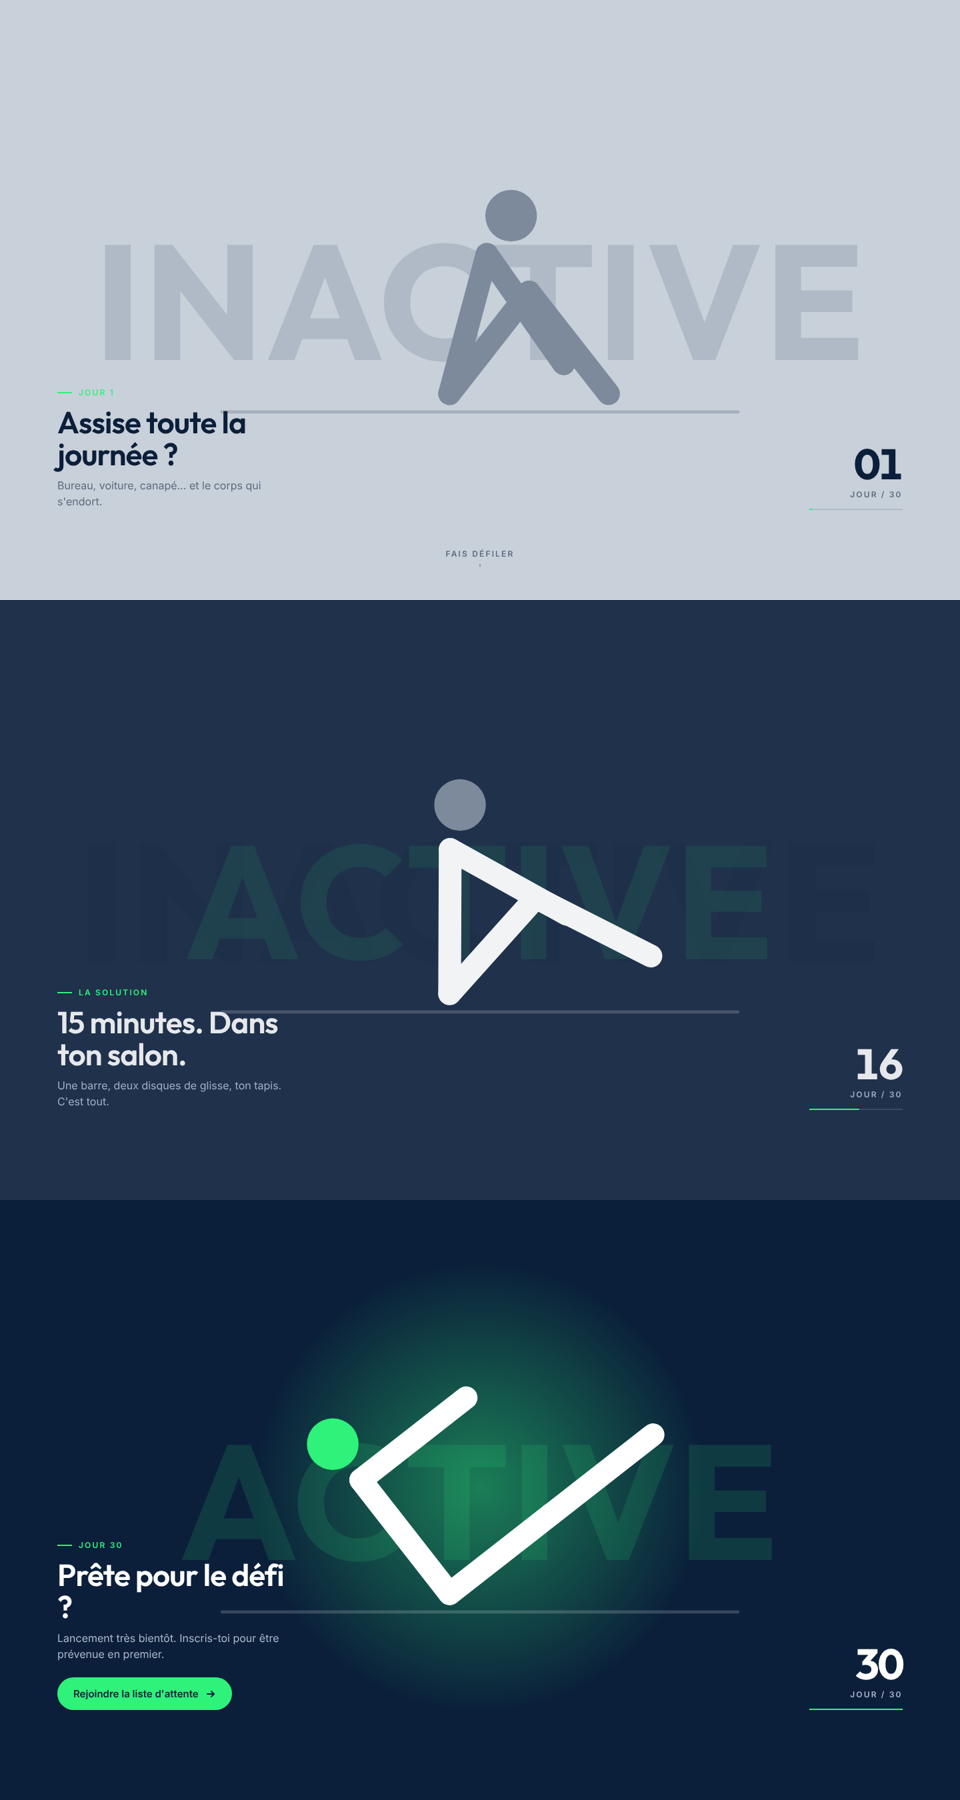 INACTIVE
JOUR 1
Assise toute la
journée ?
Bureau, voiture, canapé... et le corps qui
s'endort.
01
JOUR / 30
FAIS DÉFILER
INACTIVE
ACTIVE
LA SOLUTION
15 minutes. Dans
ton salon.
Une barre, deux disques de glisse, ton tapis.
C'est tout.
16
JOUR / 30
ACTIVE
JOUR 30
Prête pour le défi
?
Lancement très bientôt. Inscris-toi pour être
prévenue en premier.
Rejoindre la liste d'attente →
30
JOUR / 30